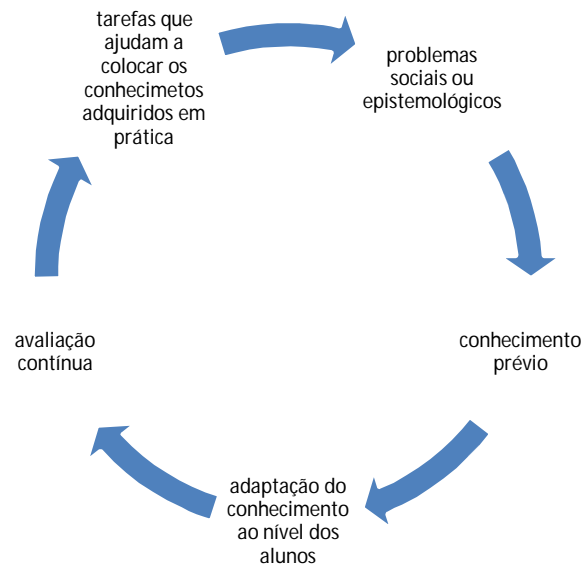 tarefas que
ajudam a
colocar os
conhecimetos
adquiridos em
prática
problemas
sociais ou
epistemológicos
conhecimento
prévio
adaptação do
conhecimento
ao nível dos
alunos
avaliação
contínua